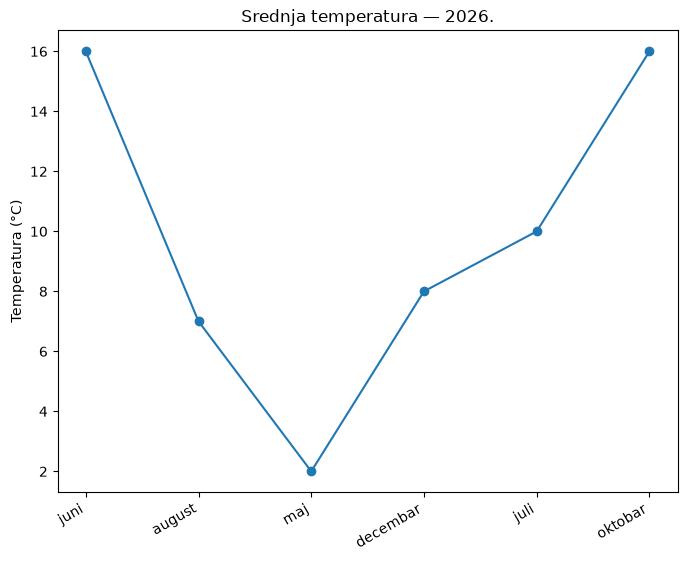 Srednja temperatura — 2026.
Temperatura (°C)
16
14
12
10
8
6
4
2
juni
august
maj
decembar
juli
oktobar